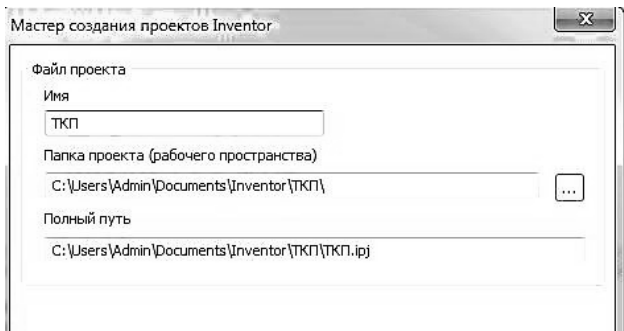 Мастер создания проектов Inventor
Файл проекта
Имя
ТКП
Папка проекта (рабочего пространства)
C:\Users\Admin\Documents\Inventor\ТКП\
...
Полный путь
C:\Users\Admin\Documents\Inventor\ТКП\ТКП.ipj